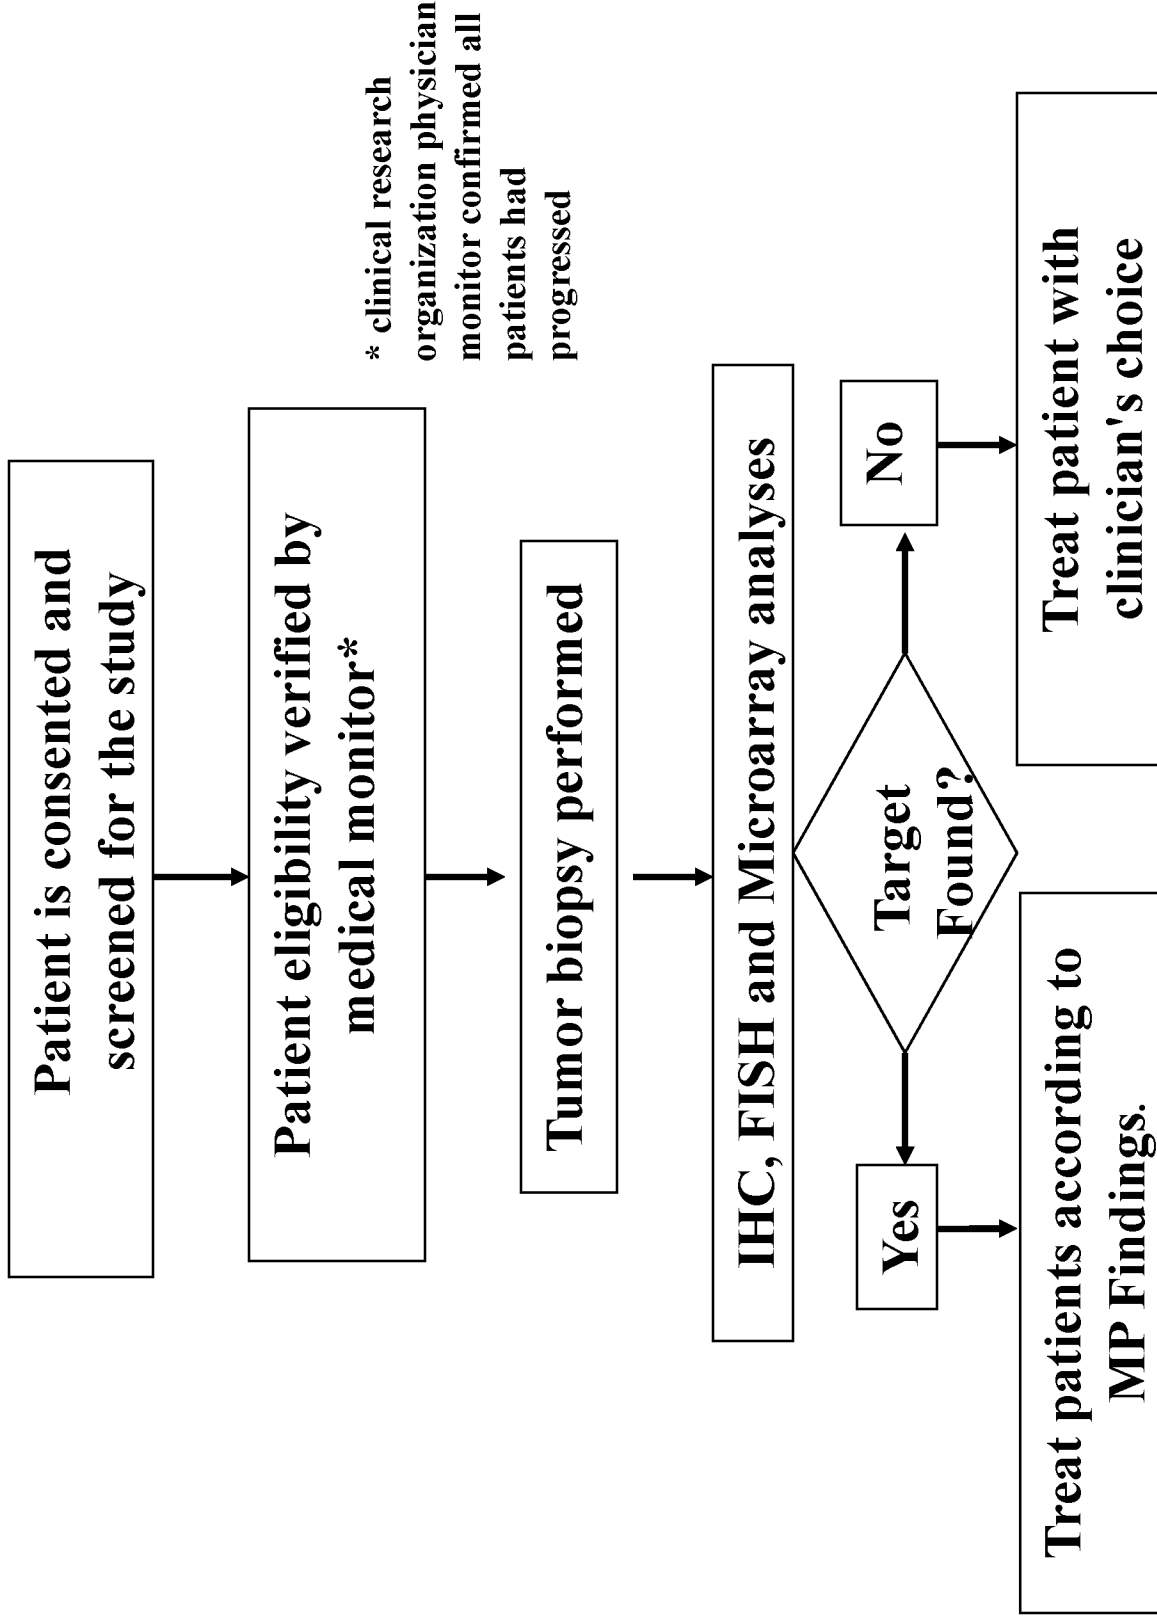 Patient is consented and
screened for the study
Patient eligibility verified by
medical monitor*
* clinical research
organization physician
monitor confirmed all
patients had
progressed
Tumor biopsy performed
IHC, FISH and Microarray analyses
Target
Found?
Yes
No
Treat patients according to
MP Findings.
Treat patient with
clinician's choice